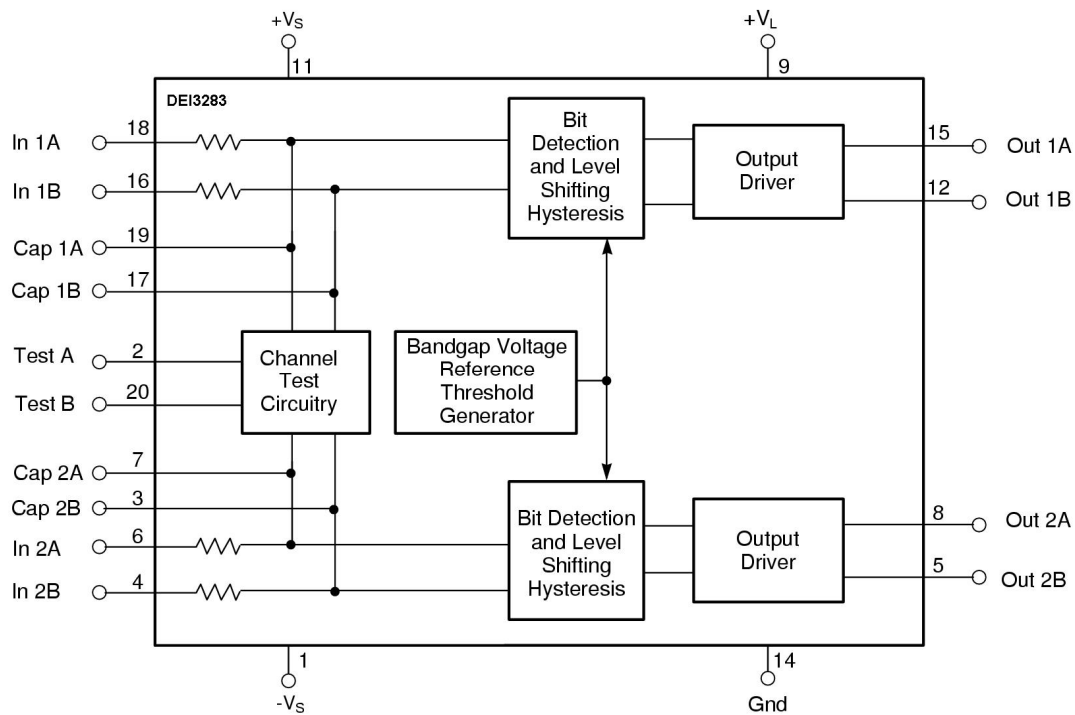 +VS
+VL
11
9
DEI3283
In 1A
18
In 1B
16
Cap 1A
19
Cap 1B
17
Test A
2
Test B
20
Cap 2A
7
Cap 2B
3
In 2A
6
In 2B
4
Channel
Test
Circuitry
Bandgap Voltage
Reference
Threshold
Generator
Bit
Detection
and Level
Shifting
Hysteresis
Output
Driver
15
Out 1A
12
Out 1B
Bit Detection
and Level
Shifting
Hysteresis
Output
Driver
8
Out 2A
5
Out 2B
1
14
-VS
Gnd